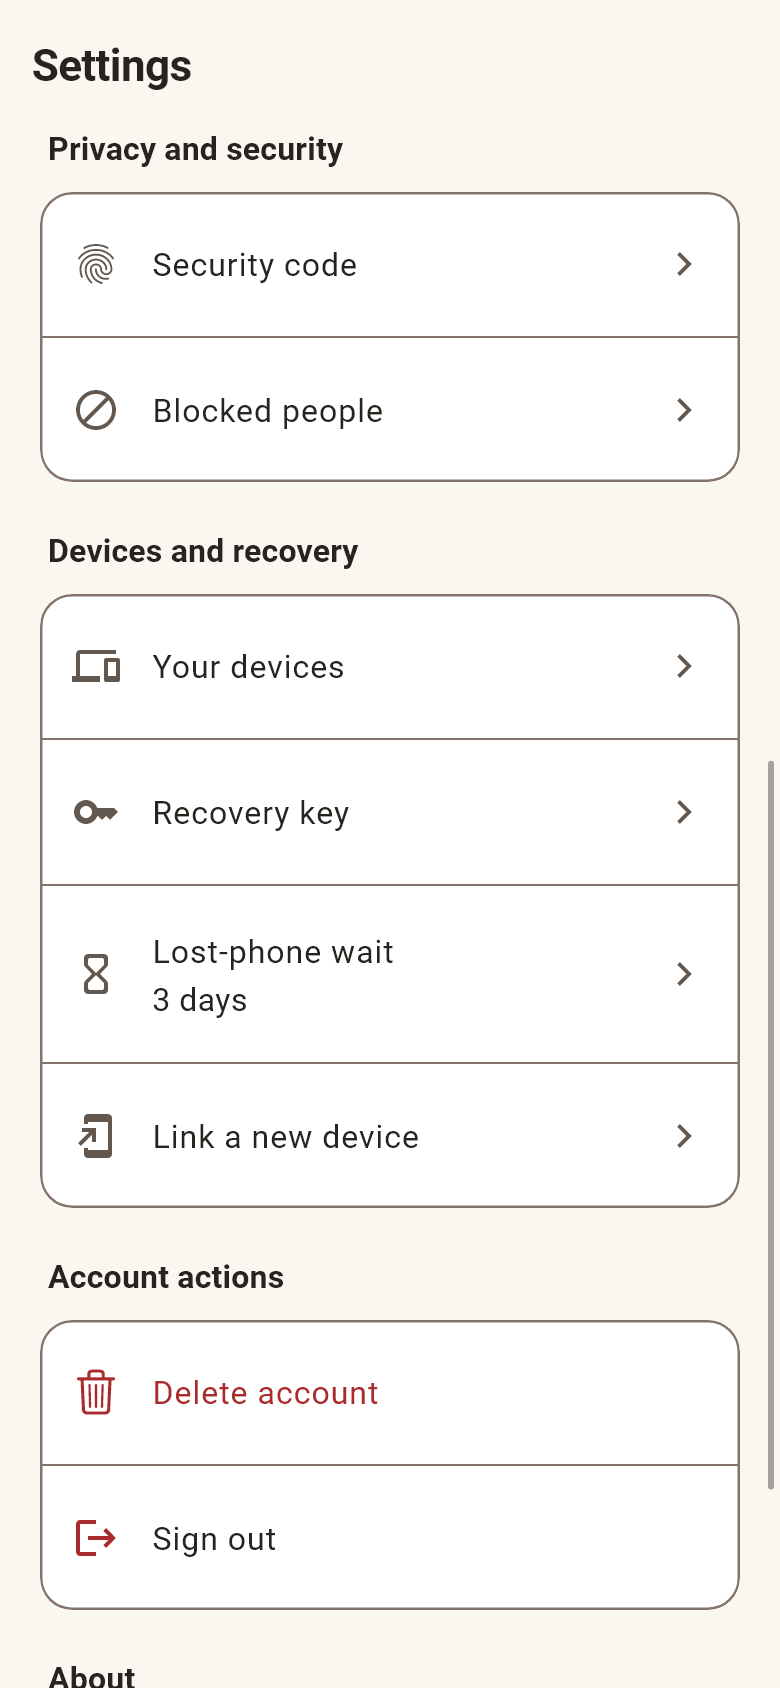 Settings
Privacy and security
Security code
Blocked people
Devices and recovery
Your devices
Recovery key
Lost-phone wait
3 days
Link a new device
Account actions
Delete account
Sign out
About